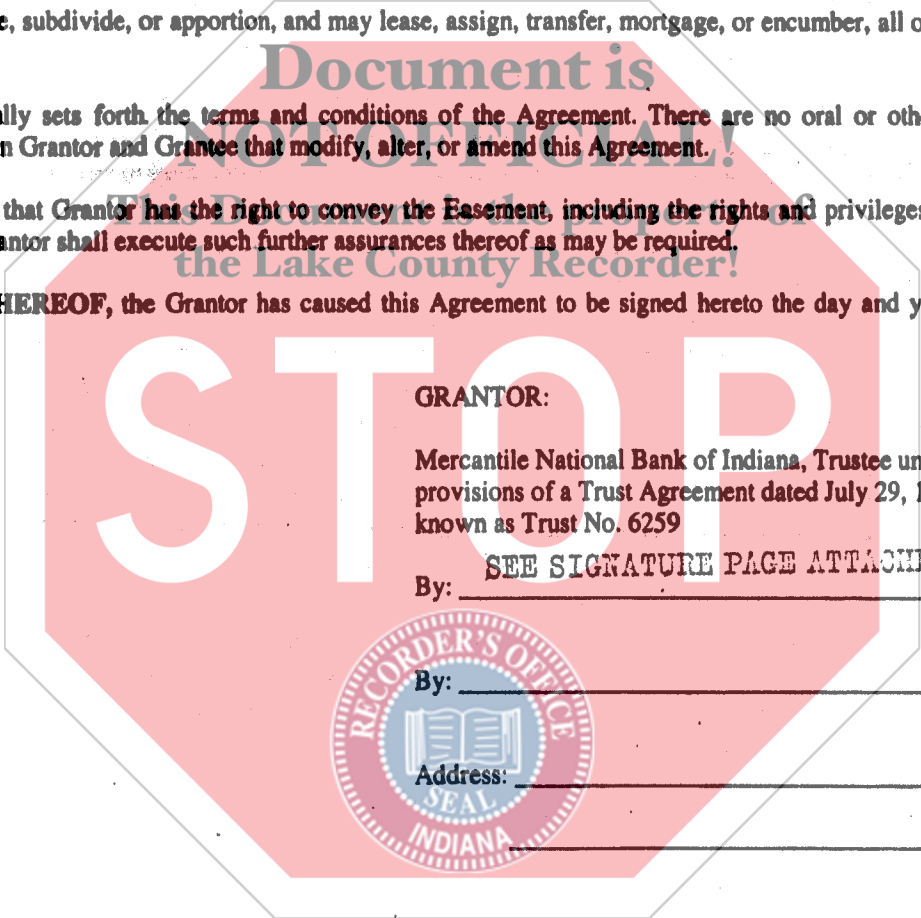 e, subdivide, or apportion, and may lease, assign, transfer, mortgage, or encumber, all o
Document is
ally sets forth the terms and conditions of the Agreement. There are no oral or oth
NOT OFFICIAL!
n Grantor and Grantee that modify, alter, or amend this Agreement.
This Document is the property of
that Grantor has the right to convey the Easement, including the rights and privileges
antor shall execute such further assurances thereof as may be required.
the Lake County Recorder!
HEREOF, the Grantor has caused this Agreement to be signed hereto the day and y
STOP
GRANTOR:
Mercantile National Bank of Indiana, Trustee un
provisions of a Trust Agreement dated July 29, 1
known as Trust No. 6259
SEE SIGNATURE PAGE ATTACHE
By:
RECORDER'S OFFICE
By:
Address:
SEAL
INDIANA